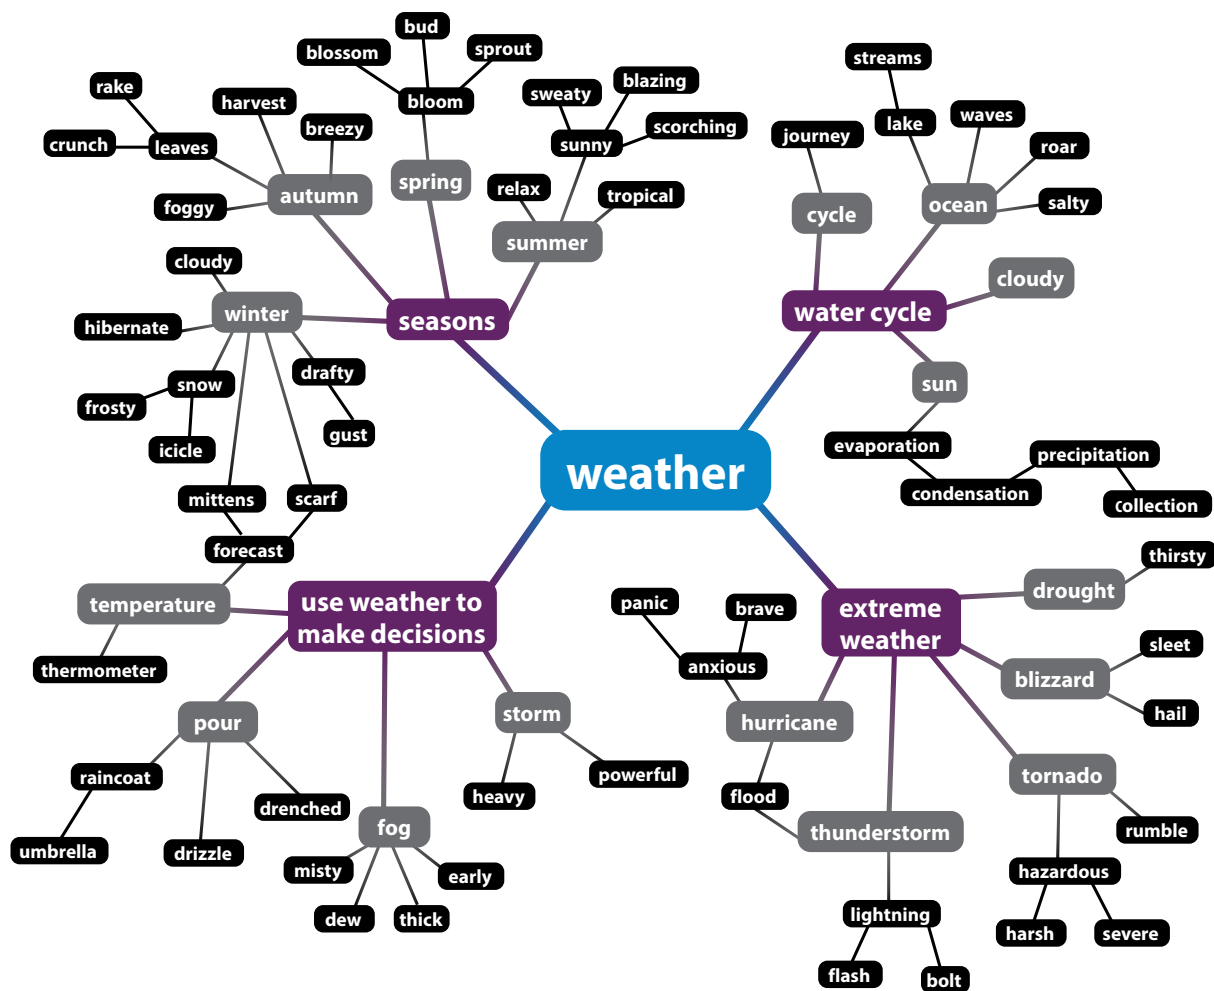 bud
blossom
sprout
bloom
rake
harvest
breezy
crunch
leaves
autumn
foggy
spring
sweaty
blazing
scorching
sunny
relax
tropical
summer
streams
lake
waves
journey
roar
salty
cycle
ocean
cloudy
water cycle
sun
evaporation
condensation
precipitation
collection
cloudy
winter
seasons
hibernate
drafty
snow
frosty
gust
icicle
mittens
scarf
forecast
weather
temperature
thermometer
use weather to
make decisions
pour
storm
raincoat
umbrella
drizzle
drenched
heavy
powerful
fog
misty
early
dew
thick
extreme
weather
drought
thirsty
blizzard
sleet
hail
panic
brave
anxious
hurricane
flood
thunderstorm
tornado
rumble
hazardous
harsh
severe
lightning
flash
bolt